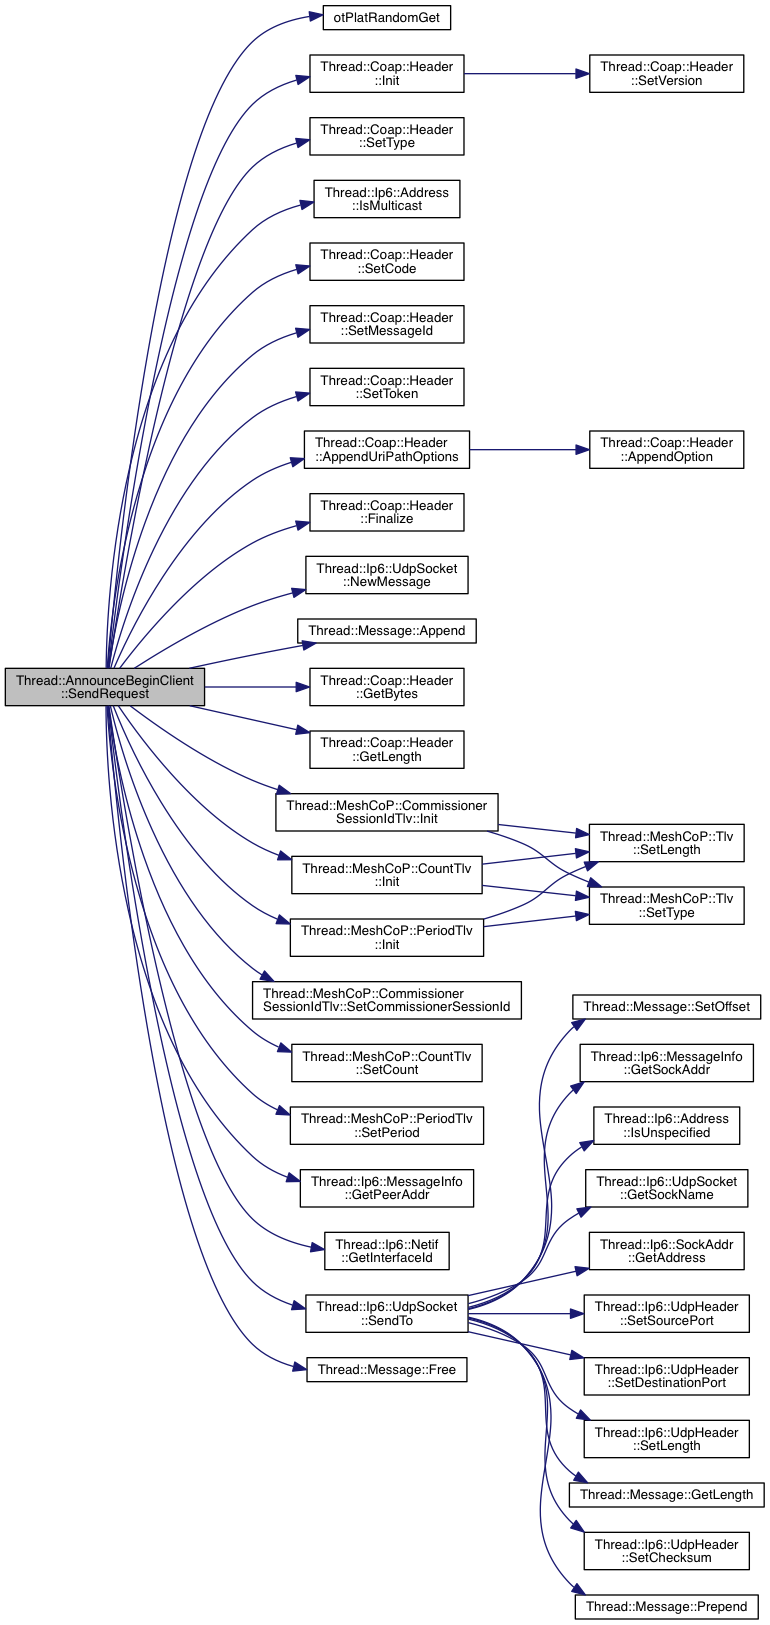 otPlatRandomGet
Thread::Coap::Header
::Init
Thread::Coap::Header
::SetVersion
Thread::Coap::Header
::SetType
Thread::Ip6::Address
::IsMulticast
Thread::Coap::Header
::SetCode
Thread::Coap::Header
::SetMessageId
Thread::Coap::Header
::SetToken
Thread::Coap::Header
::AppendUriPathOptions
Thread::Coap::Header
::AppendOption
Thread::Coap::Header
::Finalize
Thread::Ip6::UdpSocket
::NewMessage
Thread::Message::Append
Thread::AnnounceBeginClient
::SendRequest
Thread::Coap::Header
::GetBytes
Thread::Coap::Header
::GetLength
Thread::MeshCoP::Commissioner
SessionIdTlv::Init
Thread::MeshCoP::Tlv
::SetLength
Thread::MeshCoP::CountTlv
::Init
Thread::MeshCoP::Tlv
::SetType
Thread::MeshCoP::PeriodTlv
::Init
Thread::MeshCoP::Commissioner
SessionIdTlv::SetCommissionerSessionId
Thread::Message::SetOffset
Thread::MeshCoP::CountTlv
::SetCount
Thread::Ip6::MessageInfo
::GetSockAddr
Thread::MeshCoP::PeriodTlv
::SetPeriod
Thread::Ip6::Address
::IsUnspecified
Thread::Ip6::MessageInfo
::GetPeerAddr
Thread::Ip6::UdpSocket
::GetSockName
Thread::Ip6::Netif
::GetInterfaceId
Thread::Ip6::SockAddr
::GetAddress
Thread::Ip6::UdpSocket
::SendTo
Thread::Ip6::UdpHeader
::SetSourcePort
Thread::Message::Free
Thread::Ip6::UdpHeader
::SetDestinationPort
Thread::Ip6::UdpHeader
::SetLength
Thread::Message::GetLength
Thread::Ip6::UdpHeader
::SetChecksum
Thread::Message::Prepend